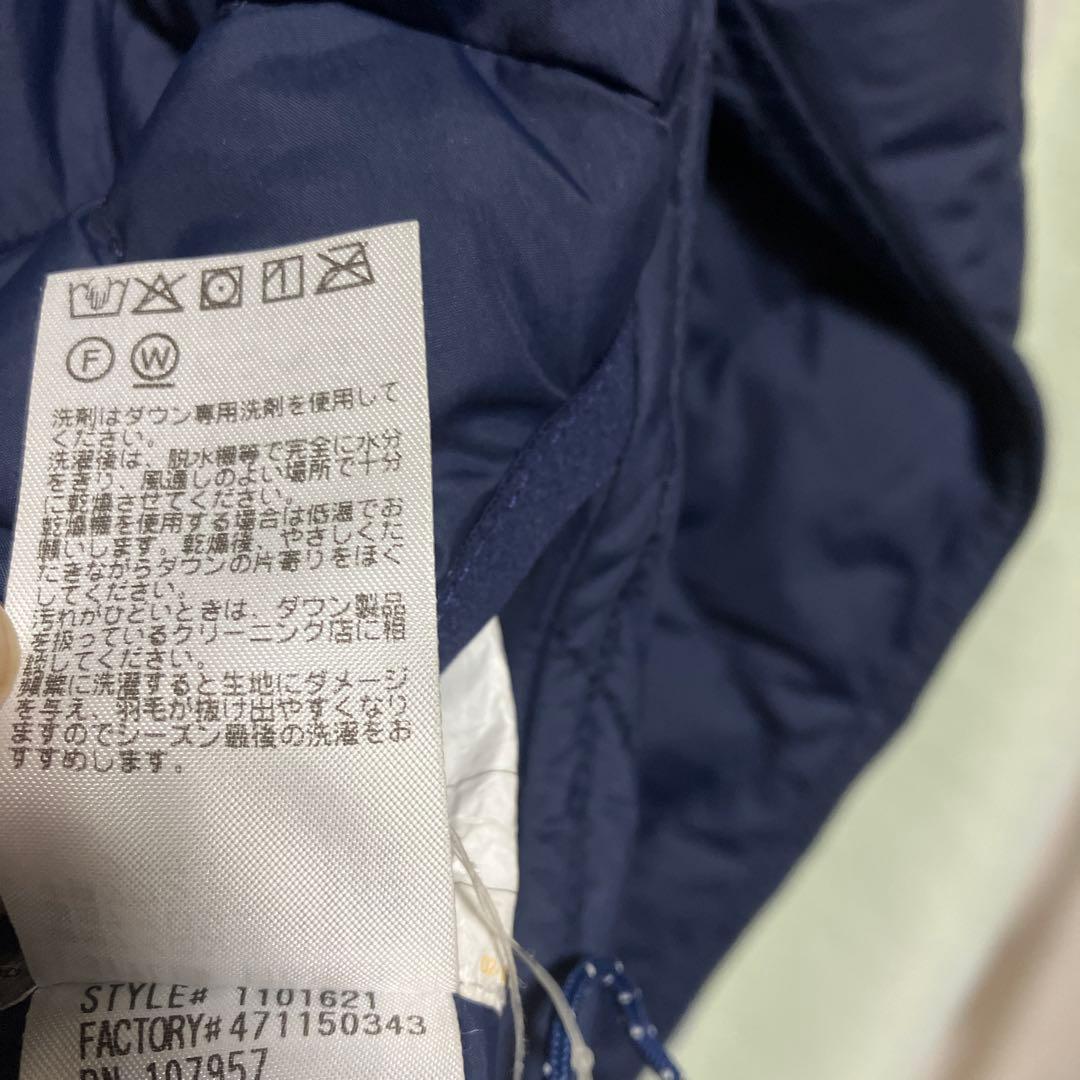 F W
洗剤はダウン専用洗剤を使用して
ください。
洗濯後は、脱水機等で完全に水分
をきり、風通しのよい場所で十分
に乾燥させてください。
乾燥機を使用する場合は低温でお
願いします。乾燥後、やさしくた
たきながらダウンの片寄りをほぐ
してください。
汚れがひどいときは、ダウン製品
を扱っているクリーニング店に相
談してください。
頻繁に洗濯すると生地にダメージ
を与え、羽毛が抜け出やすくなり
ますのでシーズン最後の洗濯をお
すすめします。
STYLE# 1101621
FACTORY# 471150343
RN 107957